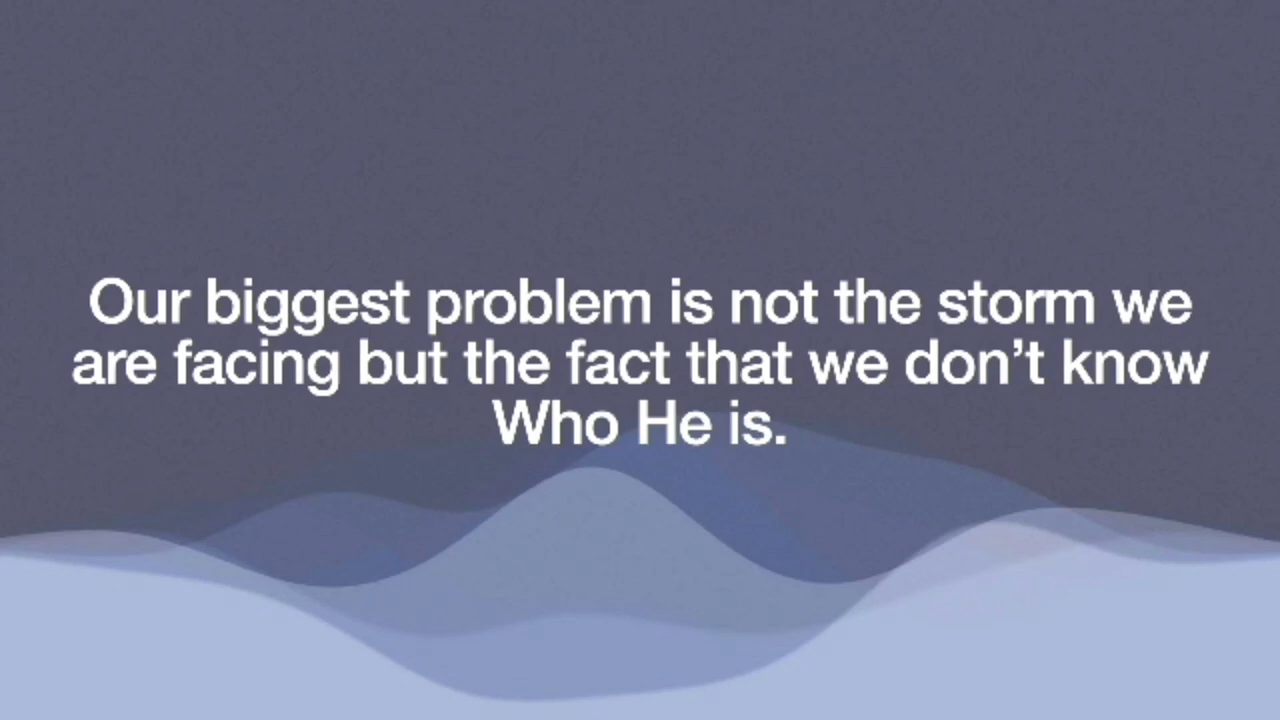 Our biggest problem is not the storm we
are facing but the fact that we don’t know
Who He is.